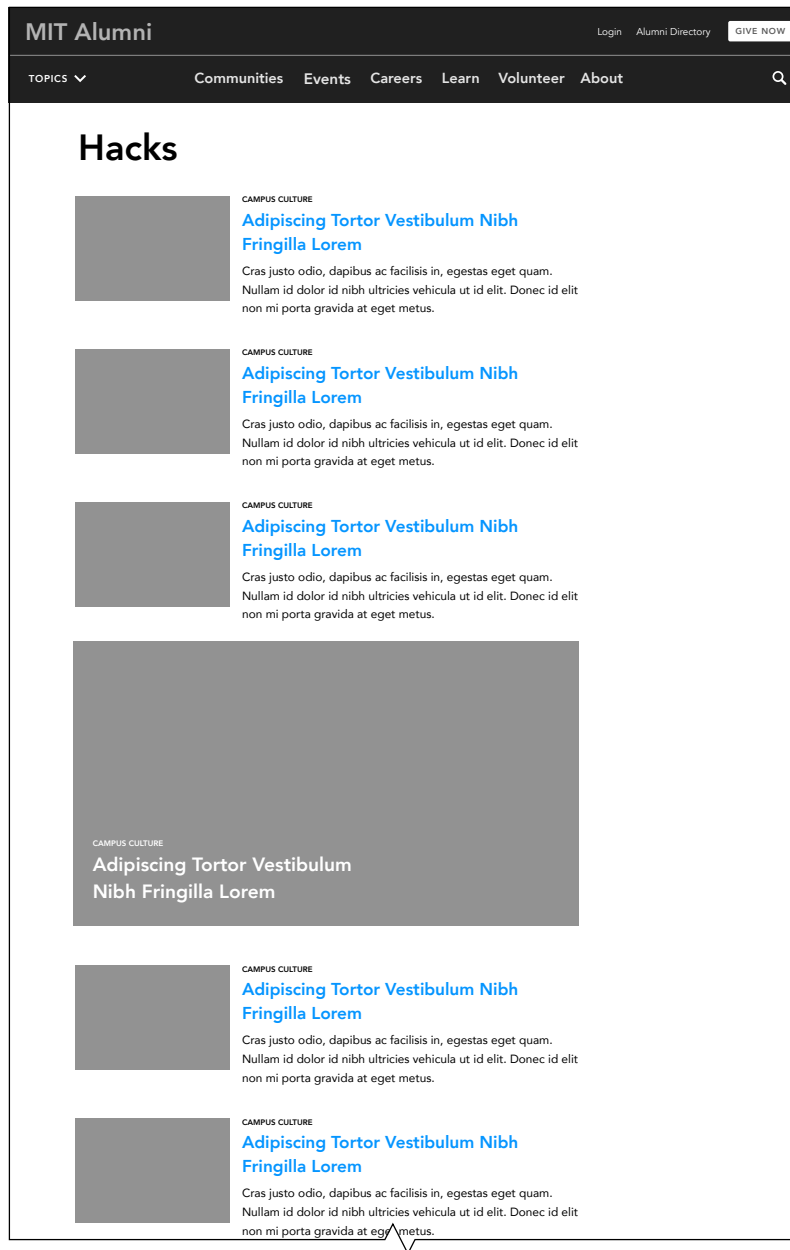 MIT Alumni
Login Alumni Directory GIVE NOW
TOPICS Communities Events Careers Learn Volunteer About
Hacks
CAMPUS CULTURE
Adipiscing Tortor Vestibulum Nibh
Fringilla Lorem
Cras justo odio, dapibus ac facilisis in, egestas eget quam.
Nullam id dolor id nibh ultricies vehicula ut id elit. Donec id elit
non mi porta gravida at eget metus.
CAMPUS CULTURE
Adipiscing Tortor Vestibulum Nibh
Fringilla Lorem
Cras justo odio, dapibus ac facilisis in, egestas eget quam.
Nullam id dolor id nibh ultricies vehicula ut id elit. Donec id elit
non mi porta gravida at eget metus.
CAMPUS CULTURE
Adipiscing Tortor Vestibulum Nibh
Fringilla Lorem
Cras justo odio, dapibus ac facilisis in, egestas eget quam.
Nullam id dolor id nibh ultricies vehicula ut id elit. Donec id elit
non mi porta gravida at eget metus.
CAMPUS CULTURE
Adipiscing Tortor Vestibulum
Nibh Fringilla Lorem
CAMPUS CULTURE
Adipiscing Tortor Vestibulum Nibh
Fringilla Lorem
Cras justo odio, dapibus ac facilisis in, egestas eget quam.
Nullam id dolor id nibh ultricies vehicula ut id elit. Donec id elit
non mi porta gravida at eget metus.
CAMPUS CULTURE
Adipiscing Tortor Vestibulum Nibh
Fringilla Lorem
Cras justo odio, dapibus ac facilisis in, egestas eget quam.
Nullam id dolor id nibh ultricies vehicula ut id elit. Donec id elit
non mi porta gravida at eget metus.